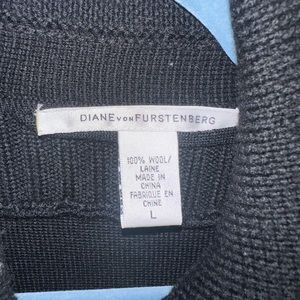 DIANE VON FURSTENBERG
100% WOOL/
LAINE
MADE IN
CHINA
FABRIQUÉ EN
CHINE
L